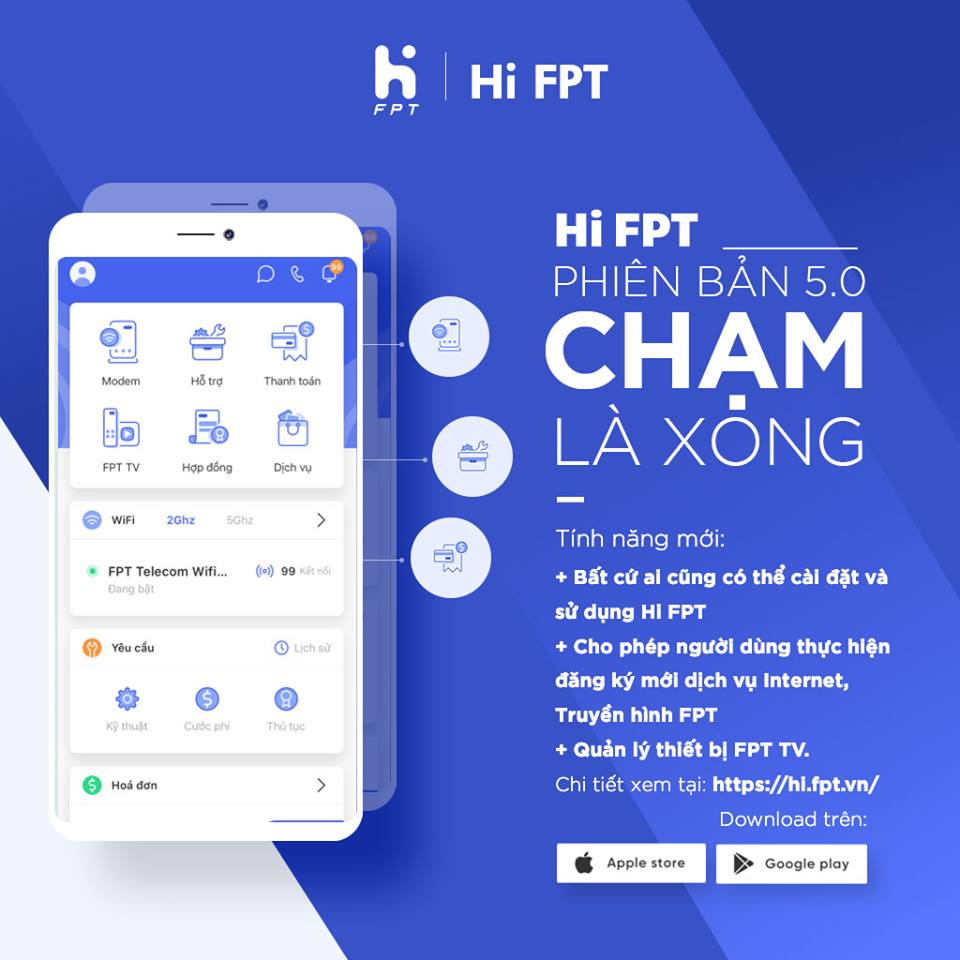 hi
FPT
Hi FPT
99
Modem
Hỗ trợ
Thanh toán
FPT TV
Hợp đồng
Dịch vụ
WiFi 2Ghz 5Ghz
FPT Telecom Wifi... 99 Kết nối
Đang bật
Yêu cầu Lịch sử
Kỹ thuật
Cước phí
Thủ tục
Hoá đơn
Hi FPT
PHIÊN BẢN 5.0
CHẠM
LÀ XONG
Tính năng mới:
+ Bất cứ al cũng có thể cài đặt và
sử dụng Hi FPT
+ Cho phép người dùng thực hiện
đăng ký mới dịch vụ Internet,
Truyền hình FPT
+ Quản lý thiết bị FPT TV.
Chi tiết xem tại: https://hi.fpt.vn/
Download trên:
Apple store
Google play